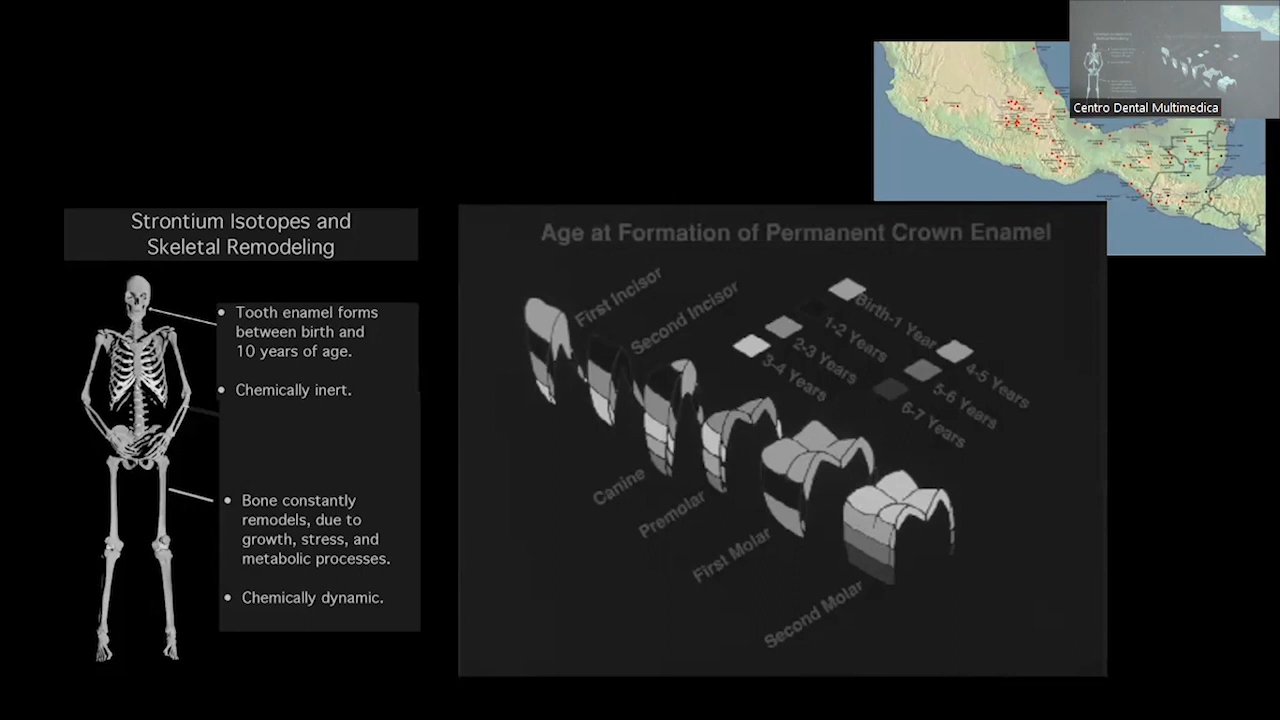 Centro Dental Multimedica
Strontium Isotopes and
Skeletal Remodeling
• Tooth enamel forms
between birth and
10 years of age.
• Chemically inert.
• Bone constantly
remodels, due to
growth, stress, and
metabolic processes.
• Chemically dynamic.
Age at Formation of Permanent Crown Enamel
First Incisor
Second Incisor
Canine
Premolar
First Molar
Second Molar
Birth-1 Year
1-2 Years
2-3 Years
3-4 Years
4-5 Years
5-6 Years
6-7 Years